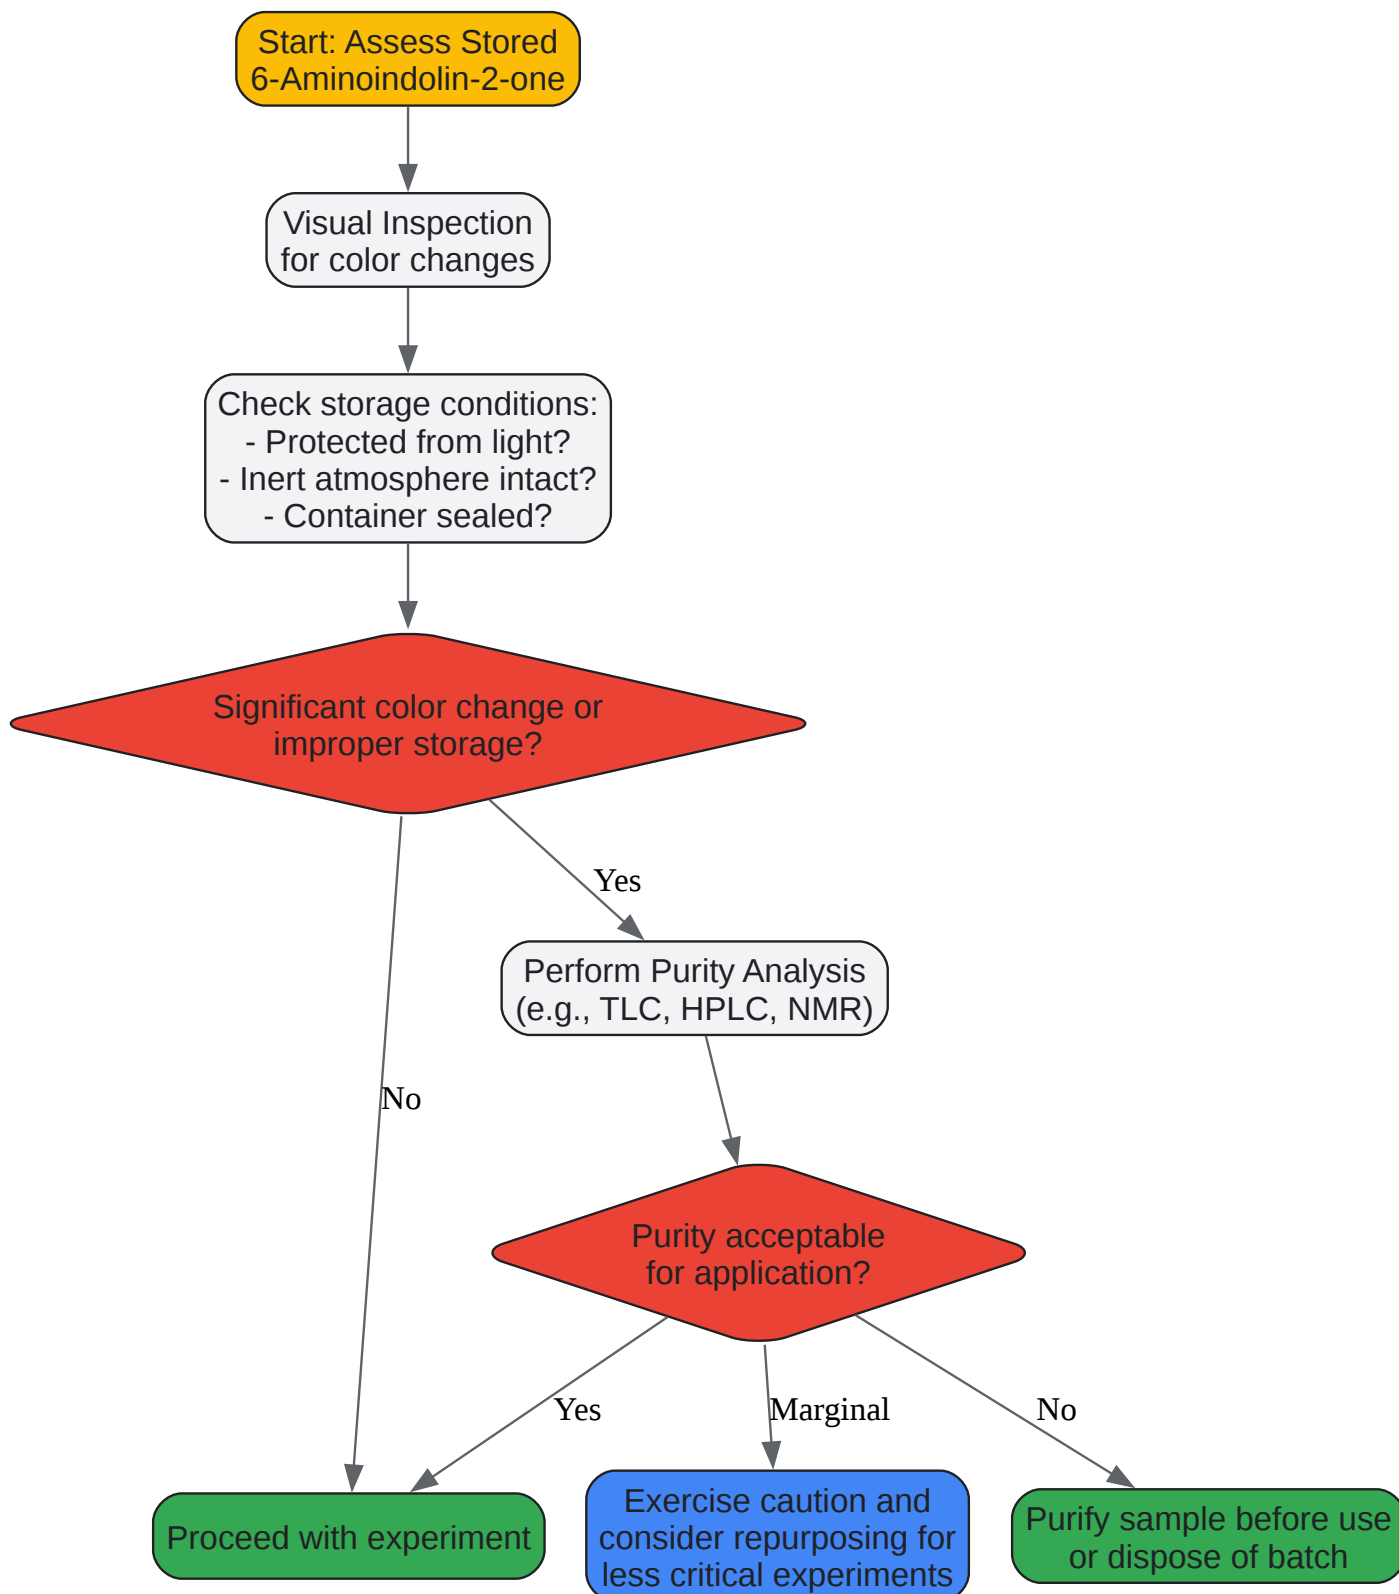 Start: Assess Stored
6-Aminoindolin-2-one
Visual Inspection
for color changes
Check storage conditions:
- Protected from light?
- Inert atmosphere intact?
- Container sealed?
Significant color change or
improper storage?
Yes
Perform Purity Analysis
(e.g., TLC, HPLC, NMR)
No
Purity acceptable
for application?
Yes
Marginal
No
Proceed with experiment
Exercise caution and
consider repurposing for
less critical experiments
Purify sample before use
or dispose of batch